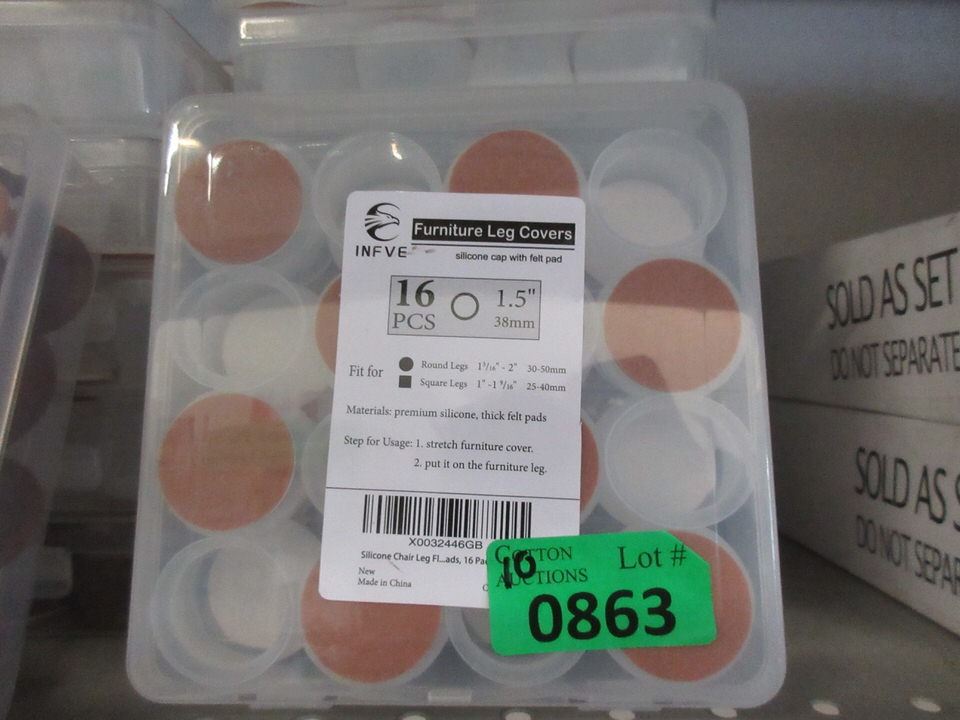 INFVE
Furniture Leg Covers
silicone cap with felt pad
16 PCS
1.5"
38mm
Fit for
Round Legs 1 3/16" - 2" 30-50mm
Square Legs 1" -1 9/16" 25-40mm
Materials: premium silicone, thick felt pads
Step for Usage: 1. stretch furniture cover.
2. put it on the furniture leg.
X0032446GB
Silicone Chair Leg Fl...ads, 16 Pa
New
Made in China
COTTON AUCTIONS
10
Lot #
0863
SOLD AS SET
DO NOT SEPARATE
SOLD AS S
DO NOT SEPAR